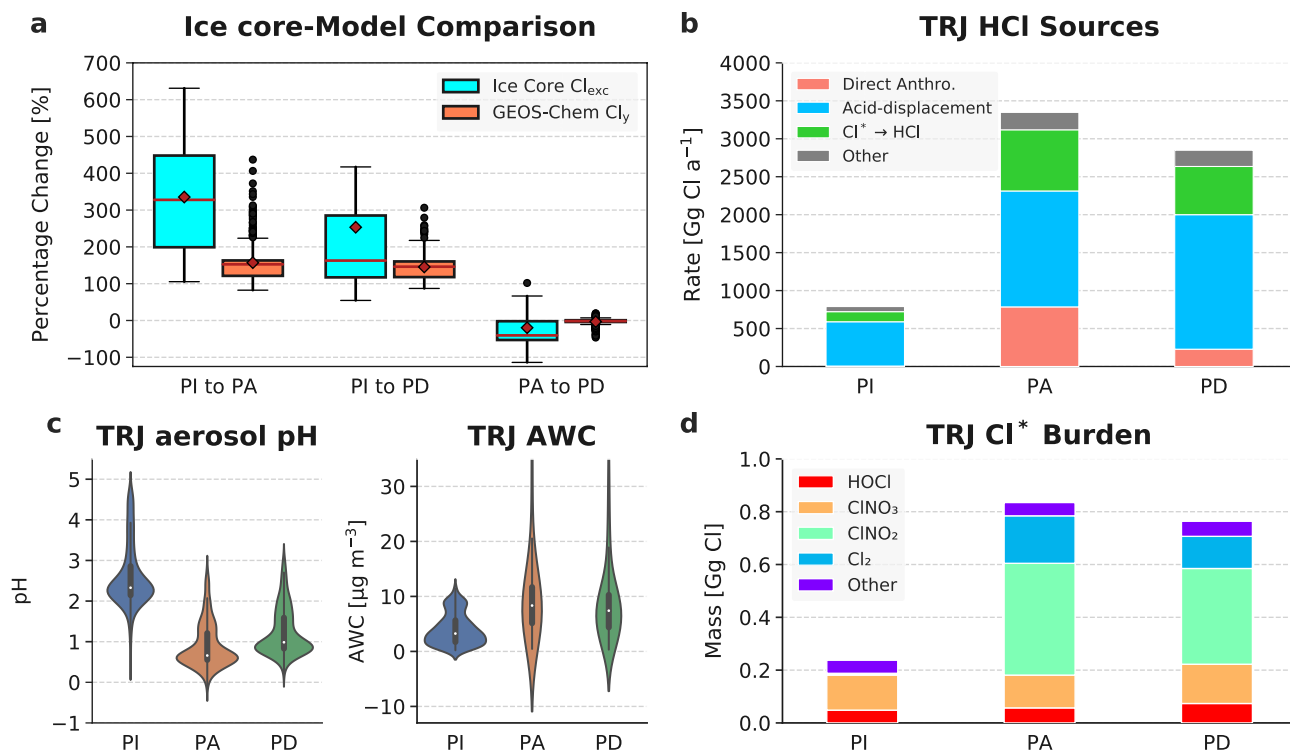 a
Ice core-Model Comparison
Percentage Change [%]
700
600
500
400
300
200
100
0
−100
Ice Core Cl_exc
GEOS-Chem Cl_y
PI to PA
PI to PD
PA to PD
b
TRJ HCl Sources
Rate [Gg Cl a⁻¹]
4000
3500
3000
2500
2000
1500
1000
500
0
Direct Anthro.
Acid-displacement
Cl* → HCl
Other
PI
PA
PD
c
TRJ aerosol pH
pH
5
4
3
2
1
0
−1
PI
PA
PD
TRJ AWC
AWC [µg m⁻³]
30
20
10
0
−10
PI
PA
PD
d
TRJ Cl* Burden
Mass [Gg Cl]
1.0
0.8
0.6
0.4
0.2
0.0
HOCl
ClNO₃
ClNO₂
Cl₂
Other
PI
PA
PD